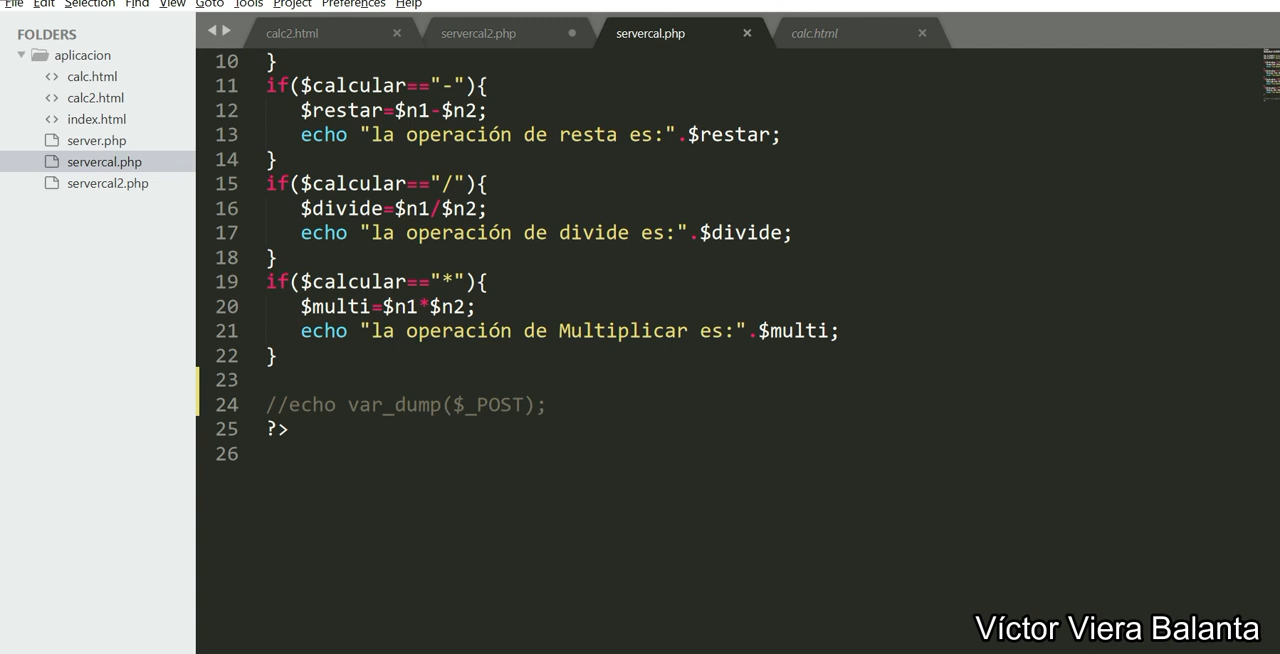 File Edit Selection Find View Goto Tools Project Preferences Help
FOLDERS
aplicacion
calc.html
calc2.html
index.html
server.php
servercal.php
servercal2.php
calc2.html × servercal2.php • servercal.php × calc.html ×
10 }
11 if($calcular=="-"){
12 $restar=$n1-$n2;
13 echo "la operación de resta es:".$restar;
14 }
15 if($calcular=="/"){
16 $divide=$n1/$n2;
17 echo "la operación de divide es:".$divide;
18 }
19 if($calcular=="*"){
20 $multi=$n1*$n2;
21 echo "la operación de Multiplicar es:".$multi;
22 }
23
24 //echo var_dump($_POST);
25 ?>
26
Víctor Viera Balanta